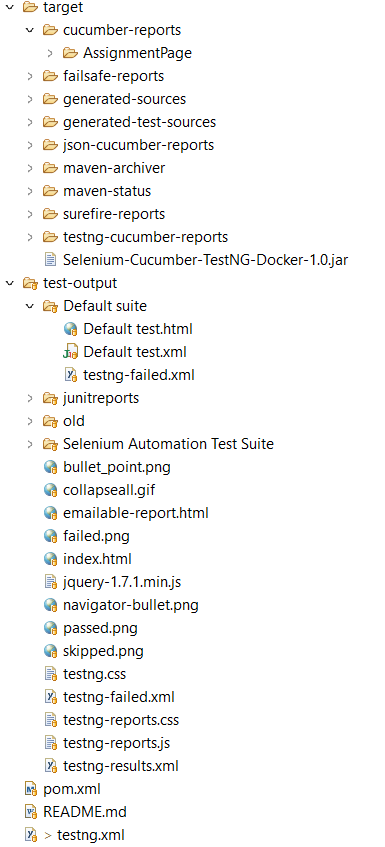 target
cucumber-reports
AssignmentPage
failsafe-reports
generated-sources
generated-test-sources
json-cucumber-reports
maven-archiver
maven-status
surefire-reports
testng-cucumber-reports
Selenium-Cucumber-TestNG-Docker-1.0.jar
test-output
Default suite
Default test.html
Default test.xml
testng-failed.xml
junitreports
old
Selenium Automation Test Suite
bullet_point.png
collapseall.gif
emailable-report.html
failed.png
index.html
jquery-1.7.1.min.js
navigator-bullet.png
passed.png
skipped.png
testng.css
testng-failed.xml
testng-reports.css
testng-reports.js
testng-results.xml
pom.xml
README.md
> testng.xml